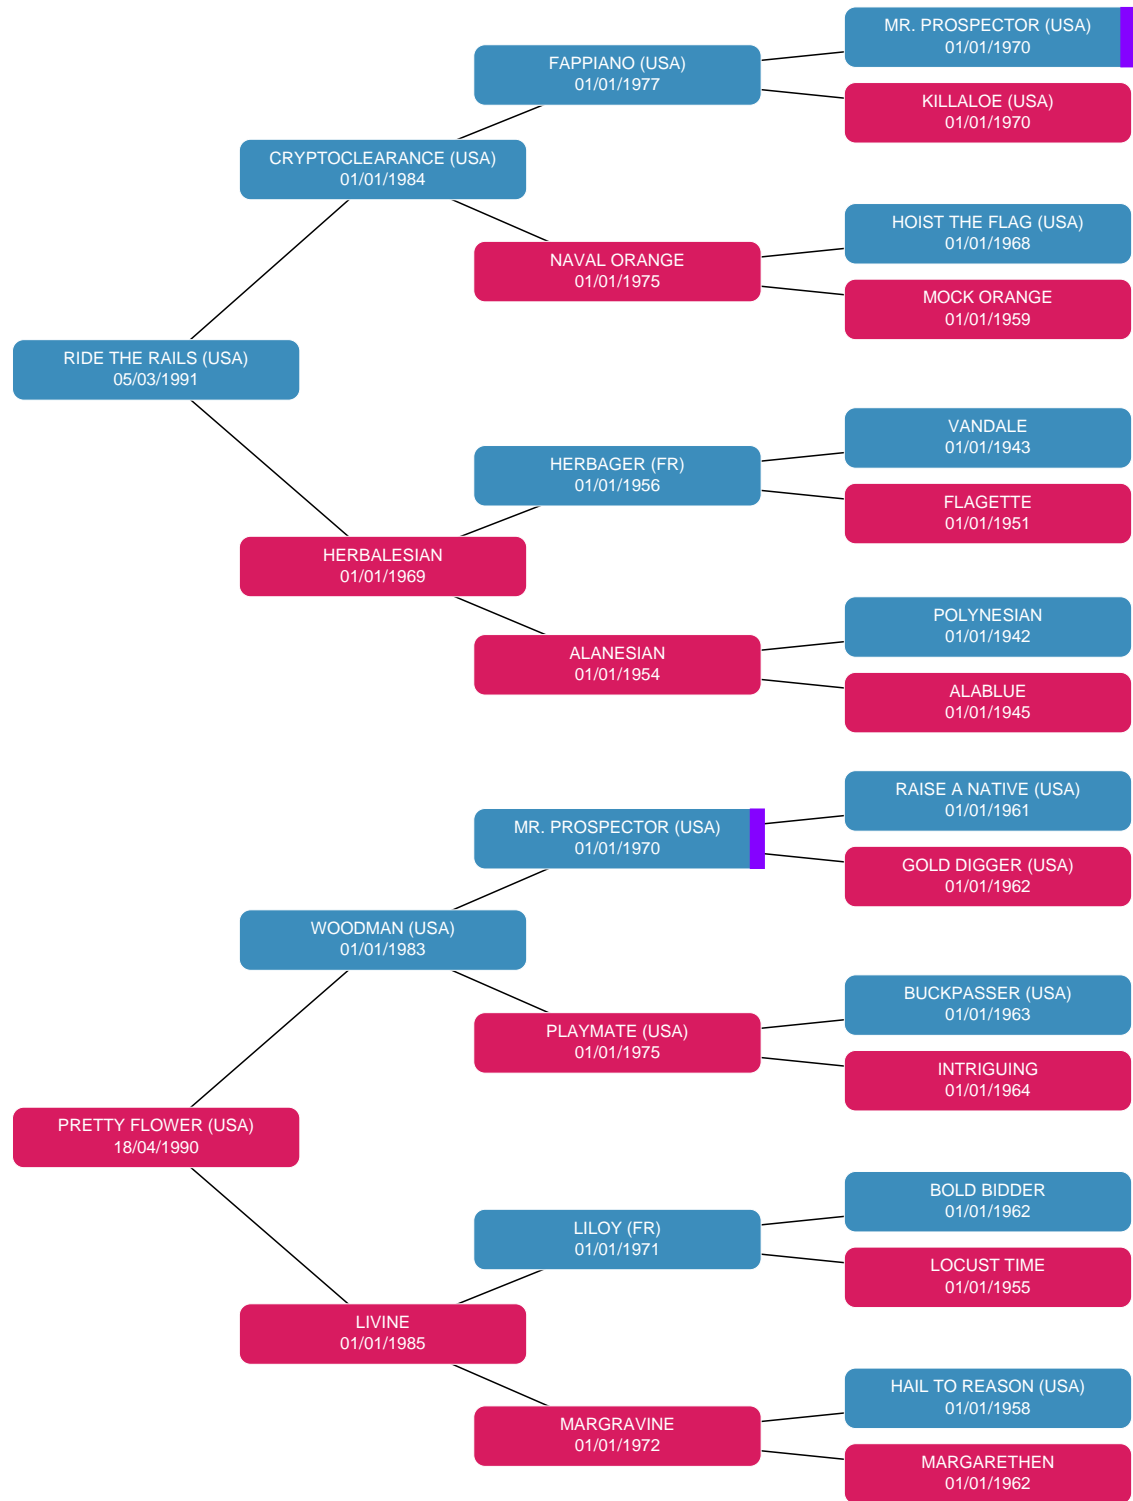 MR. PROSPECTOR (USA)
01/01/1970
FAPPIANO (USA)
01/01/1977
KILLALOE (USA)
01/01/1970
CRYPTOCLEARANCE (USA)
01/01/1984
HOIST THE FLAG (USA)
01/01/1968
NAVAL ORANGE
01/01/1975
MOCK ORANGE
01/01/1959
RIDE THE RAILS (USA)
05/03/1991
VANDALE
01/01/1943
HERBAGER (FR)
01/01/1956
FLAGETTE
01/01/1951
HERBALESIAN
01/01/1969
POLYNESIAN
01/01/1942
ALANESIAN
01/01/1954
ALABLUE
01/01/1945
RAISE A NATIVE (USA)
01/01/1961
MR. PROSPECTOR (USA)
01/01/1970
GOLD DIGGER (USA)
01/01/1962
WOODMAN (USA)
01/01/1983
BUCKPASSER (USA)
01/01/1963
PLAYMATE (USA)
01/01/1975
INTRIGUING
01/01/1964
PRETTY FLOWER (USA)
18/04/1990
BOLD BIDDER
01/01/1962
LILOY (FR)
01/01/1971
LOCUST TIME
01/01/1955
LIVINE
01/01/1985
HAIL TO REASON (USA)
01/01/1958
MARGRAVINE
01/01/1972
MARGARETHEN
01/01/1962